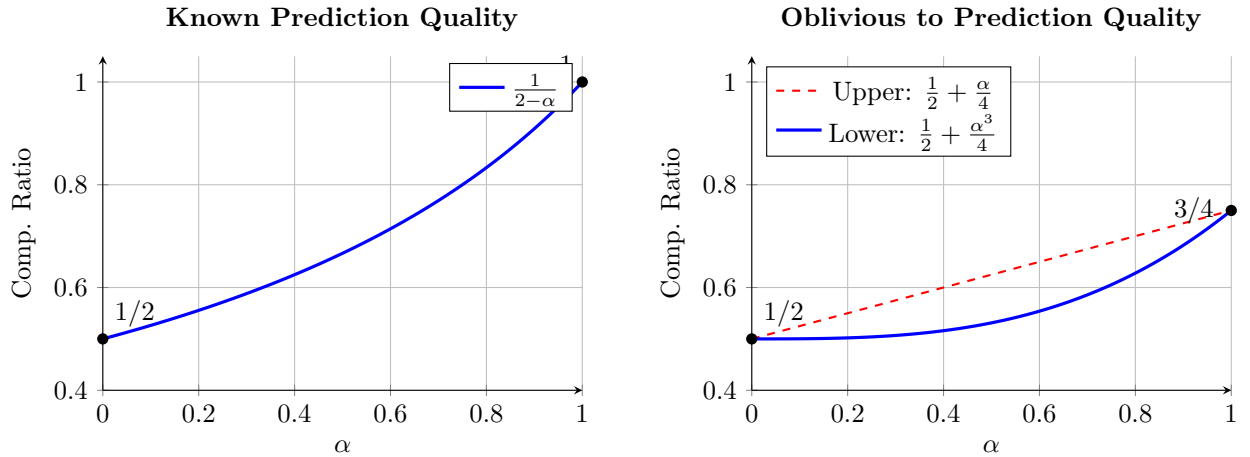 Known Prediction Quality
1
1
1/(2−α)
0.8
0.6
1/2
0.4
Comp. Ratio
0
0.2
0.4
0.6
0.8
1
α
Oblivious to Prediction Quality
1
Upper: 1/2 + α/4
Lower: 1/2 + α³/4
0.8
3/4
0.6
1/2
0.4
Comp. Ratio
0
0.2
0.4
0.6
0.8
1
α